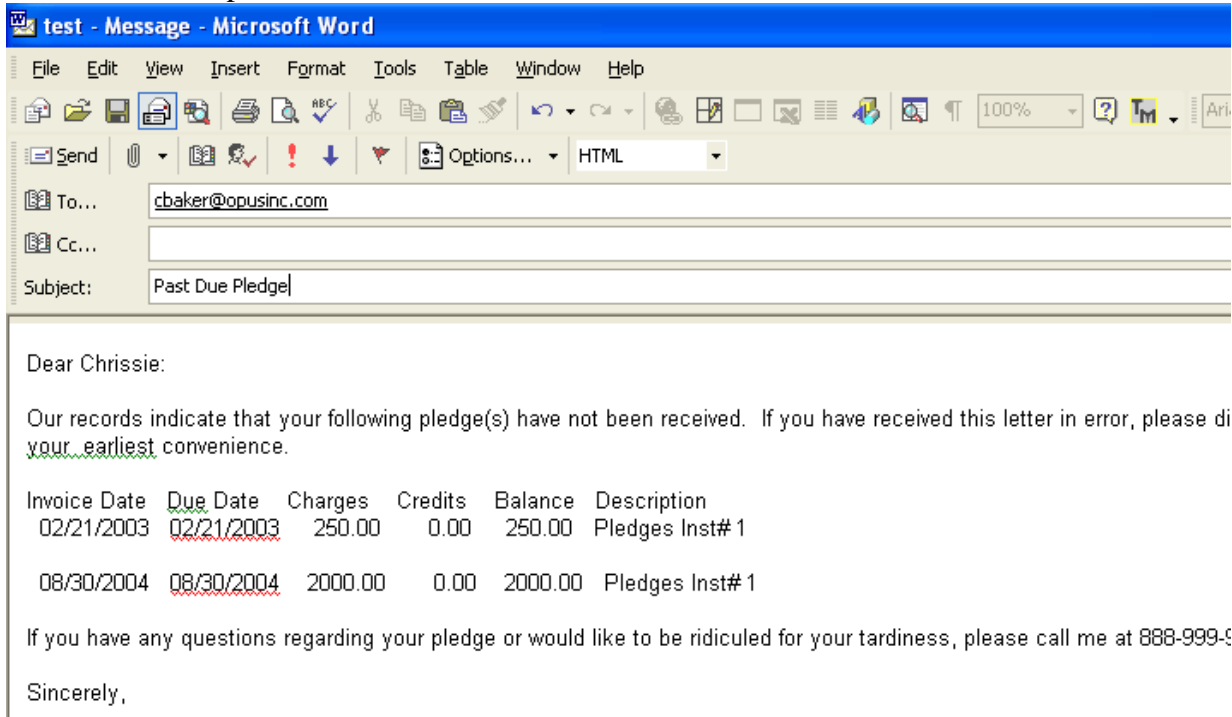 test - Message - Microsoft Word
File Edit View Insert Format Tools Table Window Help
100%
Send Options... HTML
To... cbaker@opusinc.com
Cc...
Subject: Past Due Pledge
Dear Chrissie:
Our records indicate that your following pledge(s) have not been received. If you have received this letter in error, please di
your earliest convenience.
Invoice Date Due Date Charges Credits Balance Description
02/21/2003 02/21/2003 250.00 0.00 250.00 Pledges Inst# 1
08/30/2004 08/30/2004 2000.00 0.00 2000.00 Pledges Inst# 1
If you have any questions regarding your pledge or would like to be ridiculed for your tardiness, please call me at 888-999-9
Sincerely,